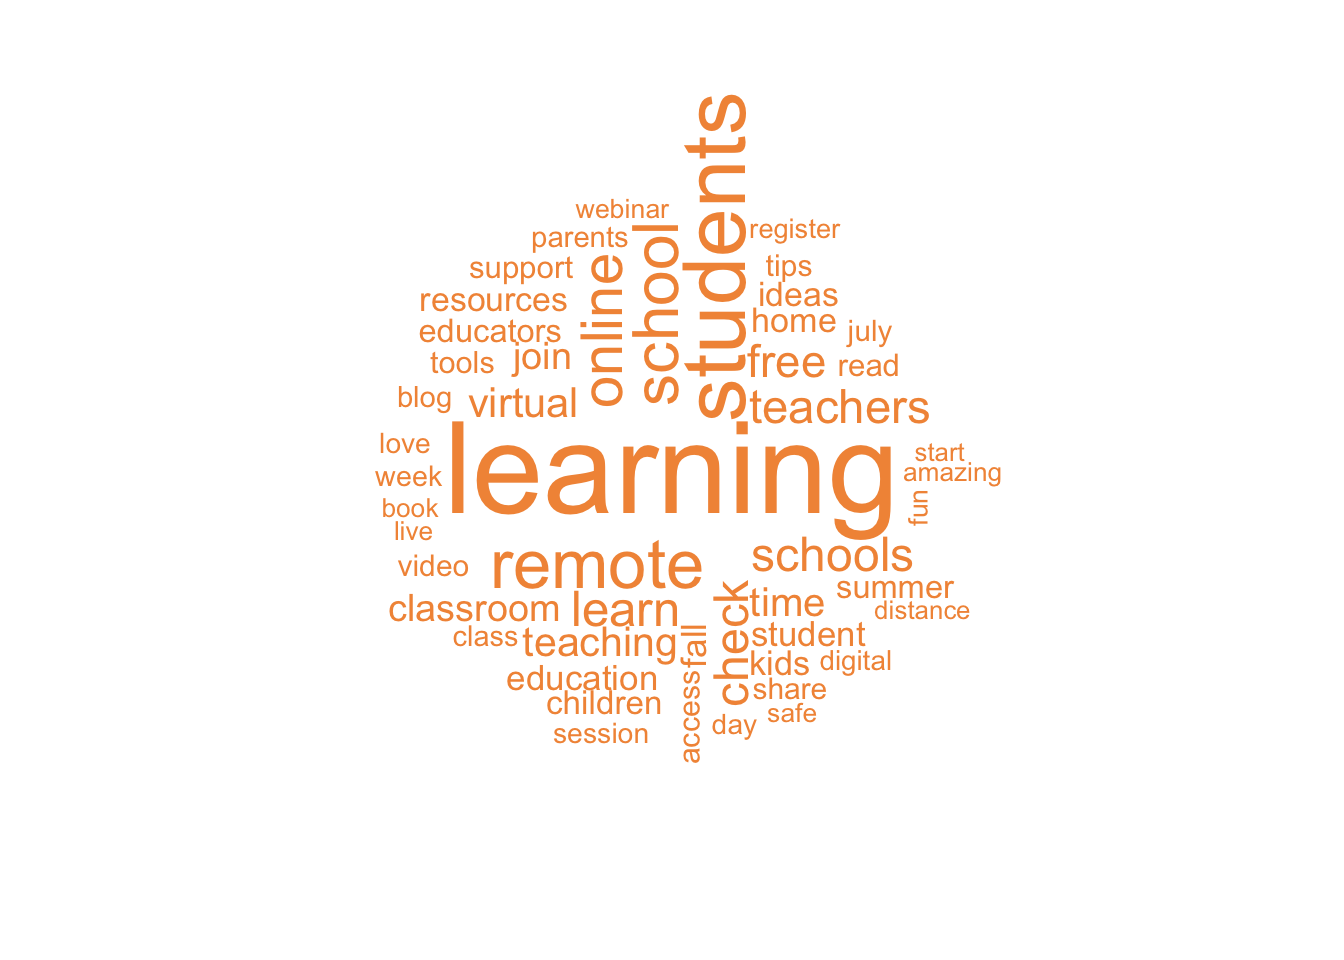 students
webinar
parents
school
register
support
online
tips
resources
ideas
educators
home
july
tools
join
free
read
blog
virtual
teachers
love
learning
start
week
amazing
book
fun
live
remote
schools
video
check
summer
classroom
learn
time
distance
class
teaching
fall
student
education
kids
digital
children
access
share
session
day
safe